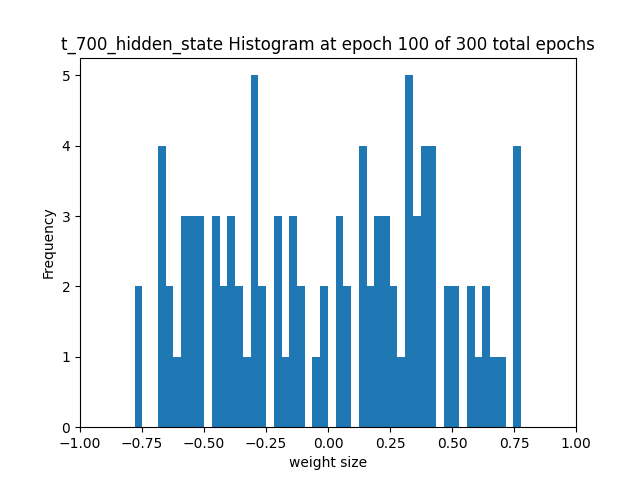 t_700_hidden_state Histogram at epoch 100 of 300 total epochs
5
4
3
2
1
0
Frequency
−1.00 −0.75 −0.50 −0.25 0.00 0.25 0.50 0.75 1.00
weight size